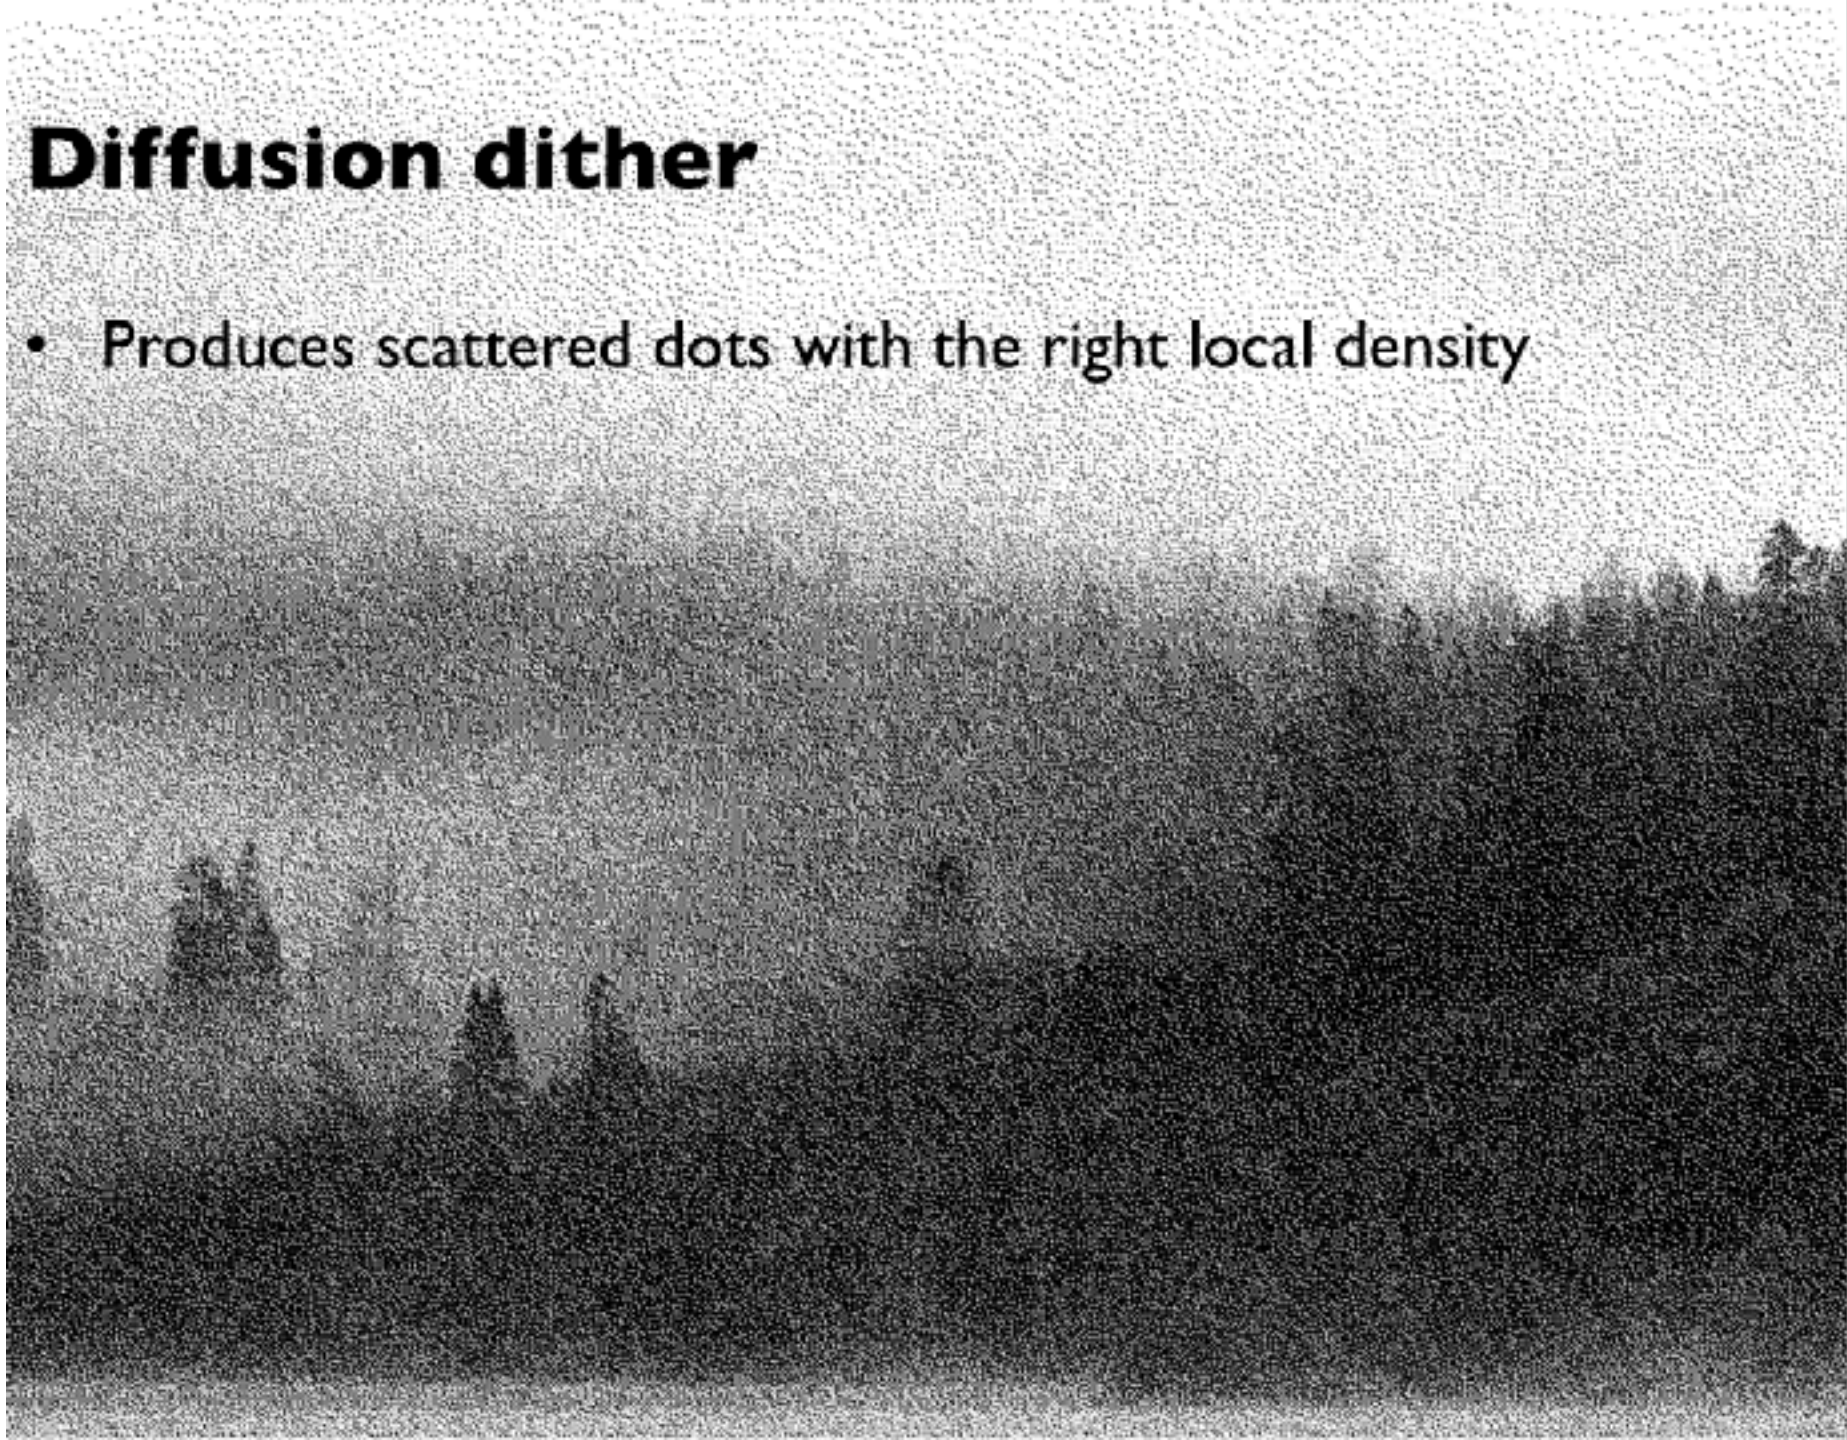 Diffusion dither
• Produces scattered dots with the right local density